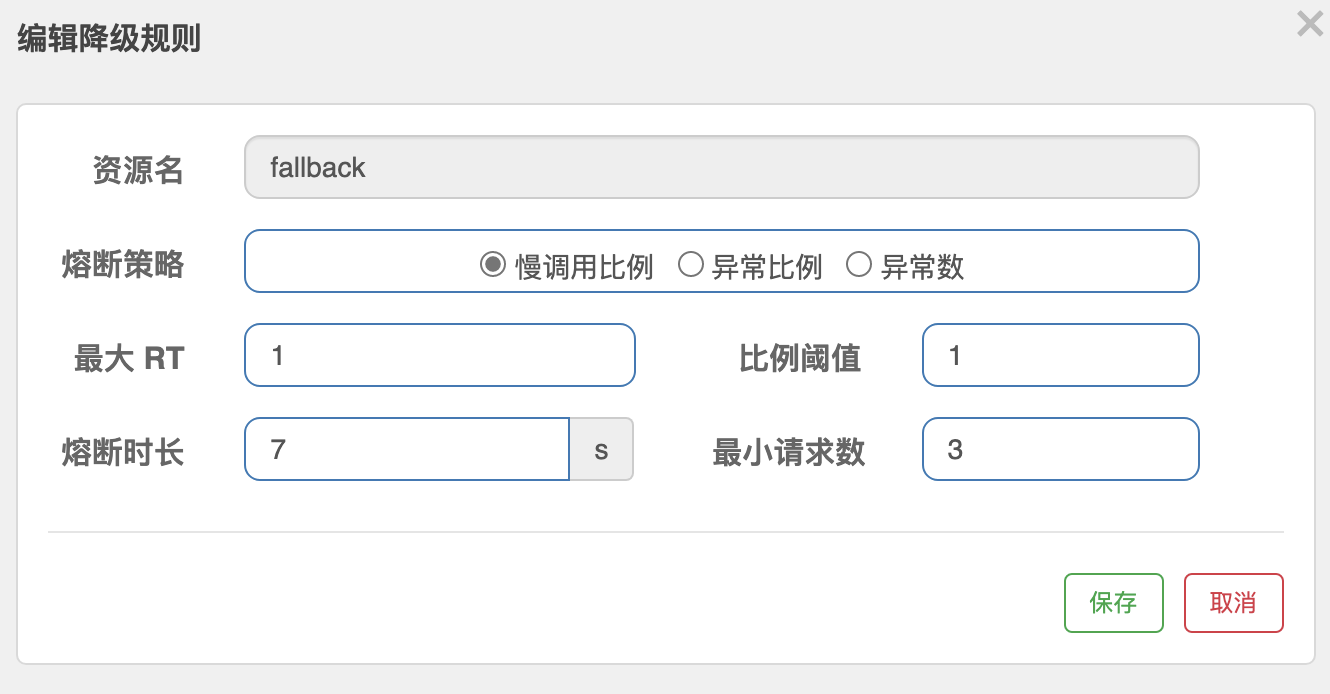 编辑降级规则
资源名 fallback
熔断策略 慢调用比例 异常比例 异常数
最大 RT 1 比例阈值 1
熔断时长 7 s 最小请求数 3
保存 取消